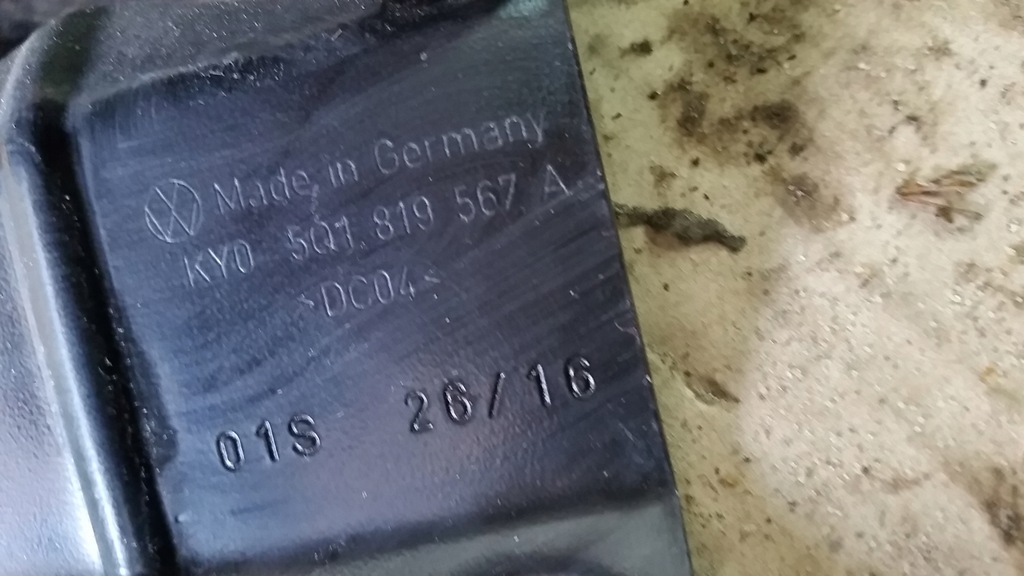 Made in Germany
KY0 5Q1 819 567 A
>DC04<
01S 26/16